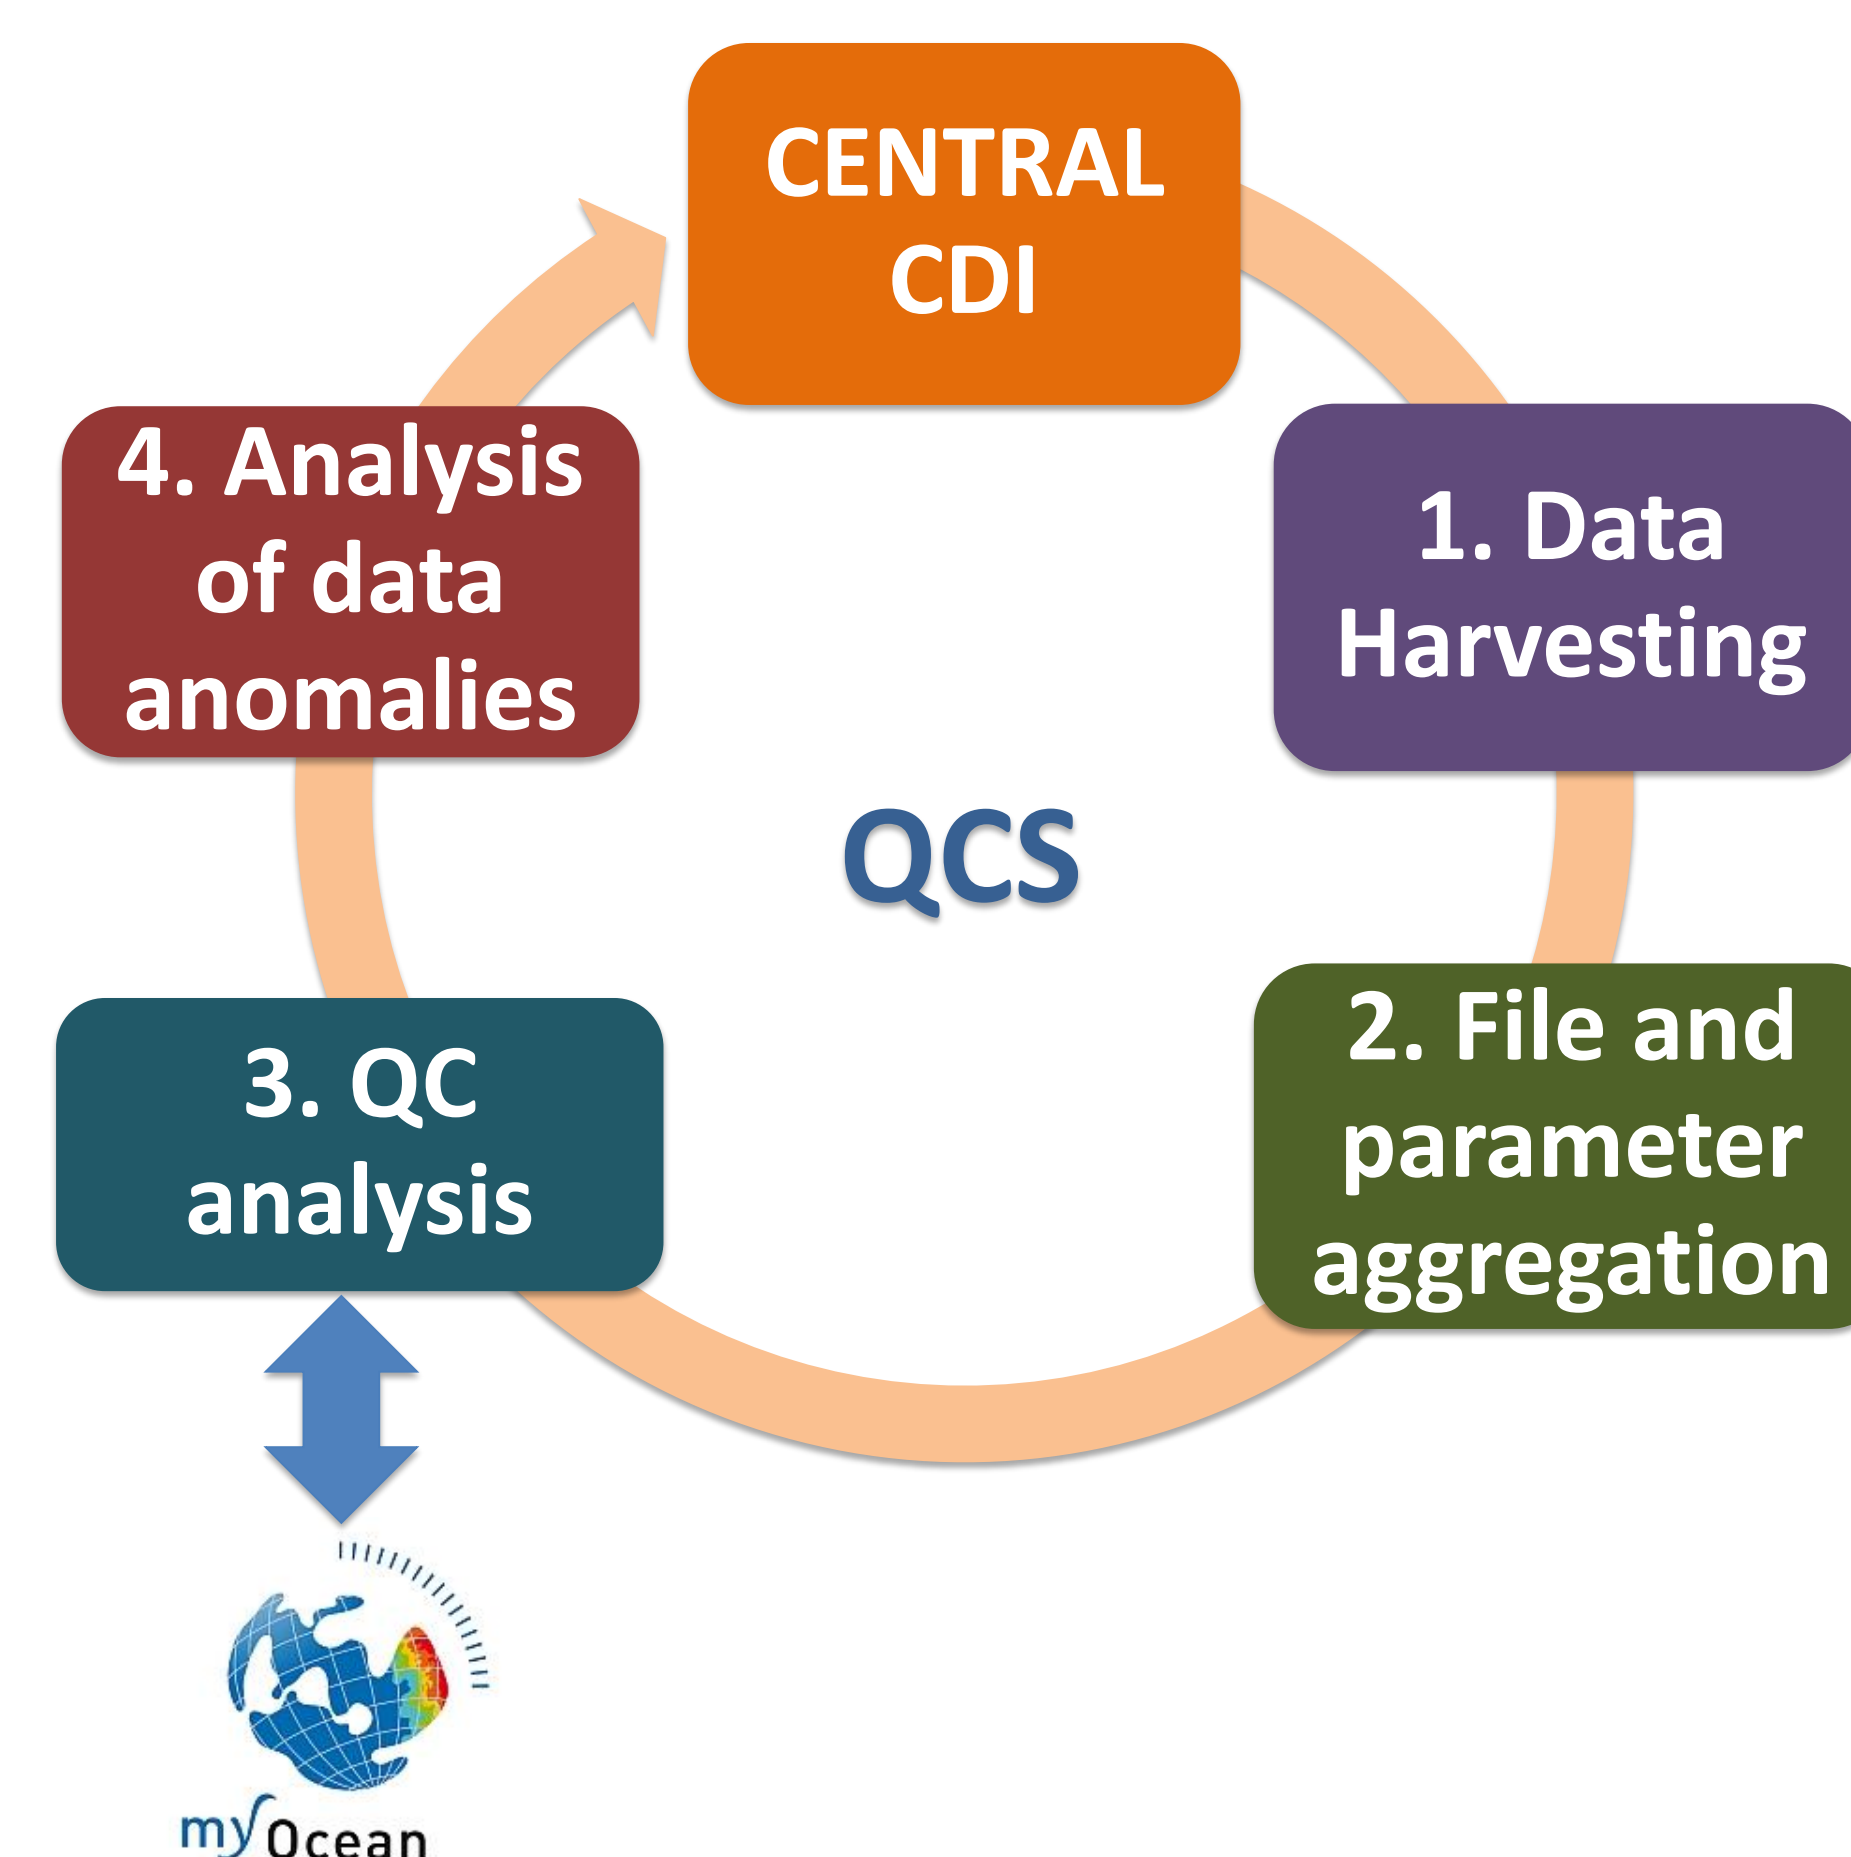 CENTRAL
CDI
1. Data
Harvesting
2. File and
parameter
aggregation
3. QC
analysis
4. Analysis
of data
anomalies
QCS
myOcean